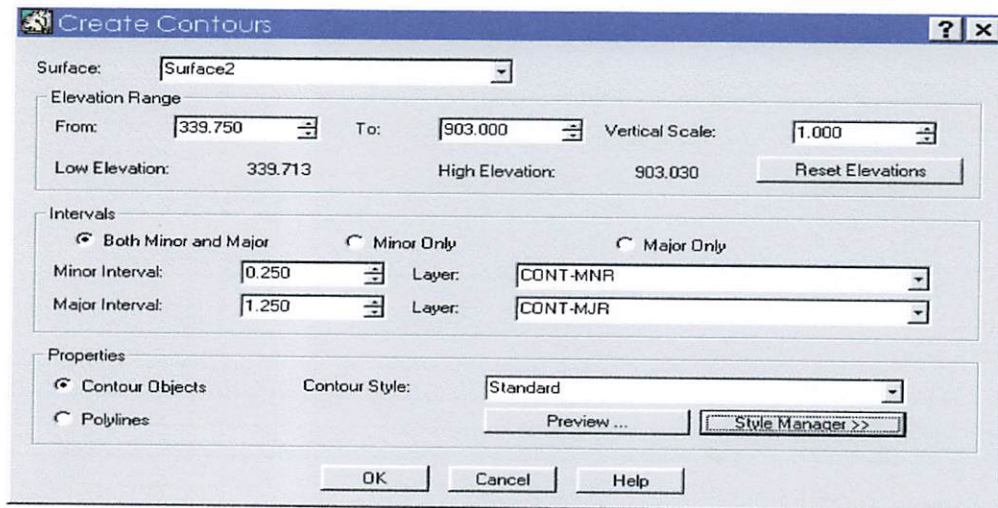 Create Contours ? ×
Surface: Surface2
Elevation Range
From: 339.750 To: 903.000 Vertical Scale: 1.000
Low Elevation: 339.713 High Elevation: 903.030 Reset Elevations
Intervals
Both Minor and Major Minor Only Major Only
Minor Interval: 0.250 Layer: CONT-MNR
Major Interval: 1.250 Layer: CONT-MJR
Properties
Contour Objects Contour Style: Standard
Polylines Preview ... Style Manager >>
OK Cancel Help